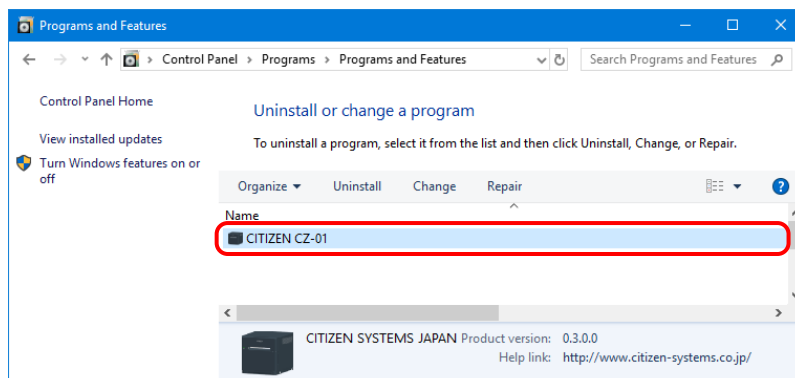 Programs and Features
Control Panel > Programs > Programs and Features
Search Programs and Features
Control Panel Home
View installed updates
Turn Windows features on or
off
Uninstall or change a program
To uninstall a program, select it from the list and then click Uninstall, Change, or Repair.
Organize Uninstall Change Repair
Name
CITIZEN CZ-01
CITIZEN SYSTEMS JAPAN Product version: 0.3.0.0
Help link: http://www.citizen-systems.co.jp/